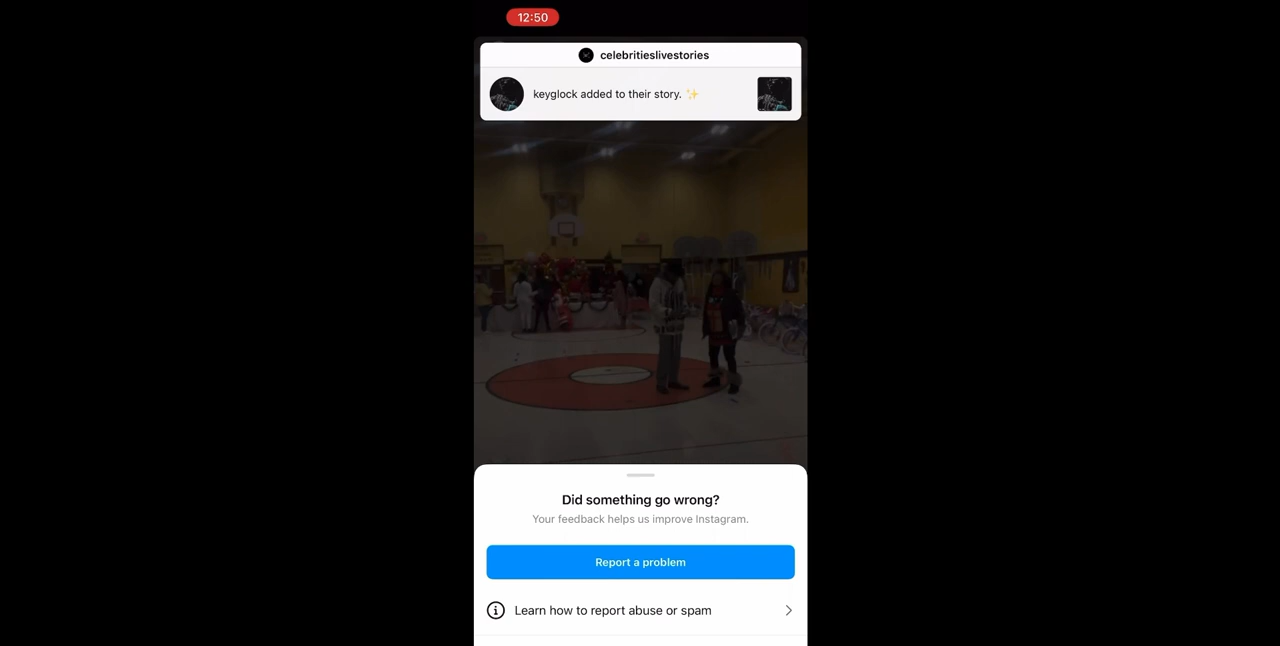 12:50
celebritieslivestories
keyglock added to their story. ✨
Did something go wrong?
Your feedback helps us improve Instagram.
Report a problem
Learn how to report abuse or spam